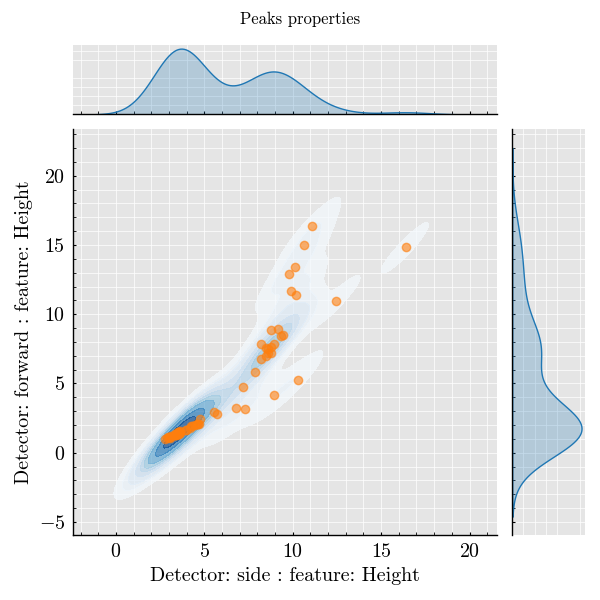 Peaks properties
20
15
10
5
0
−5
Detector: forward : feature: Height
0 5 10 15 20
Detector: side : feature: Height